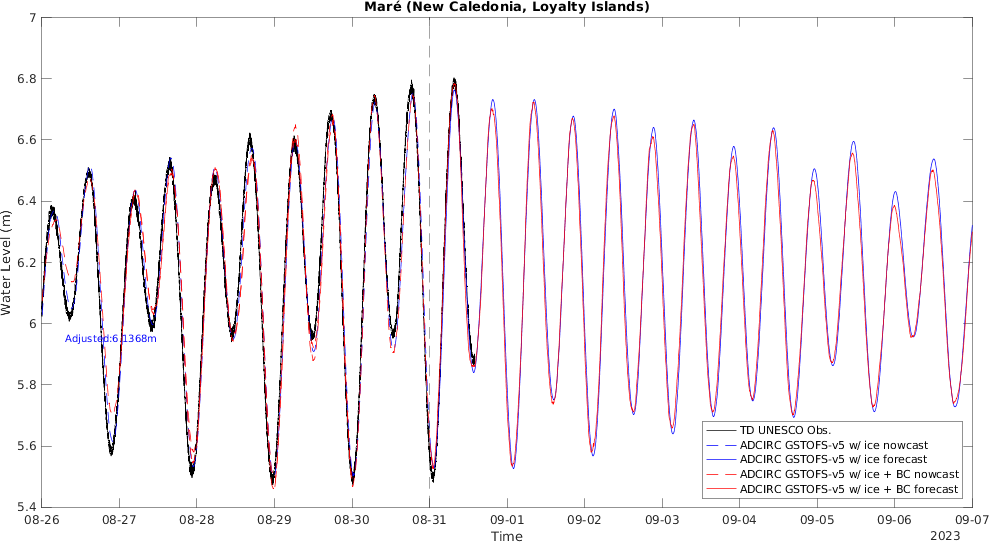 Maré (New Caledonia, Loyalty Islands)
7
6.8
6.6
6.4
6.2
6
5.8
5.6
5.4
Water Level (m)
Adjusted:6.1368m
TD UNESCO Obs.
ADCIRC GSTOFS-v5 w/ ice nowcast
ADCIRC GSTOFS-v5 w/ ice forecast
ADCIRC GSTOFS-v5 w/ ice + BC nowcast
ADCIRC GSTOFS-v5 w/ ice + BC forecast
08-26 08-27 08-28 08-29 08-30 08-31 09-01 09-02 09-03 09-04 09-05 09-06 09-07
Time
2023